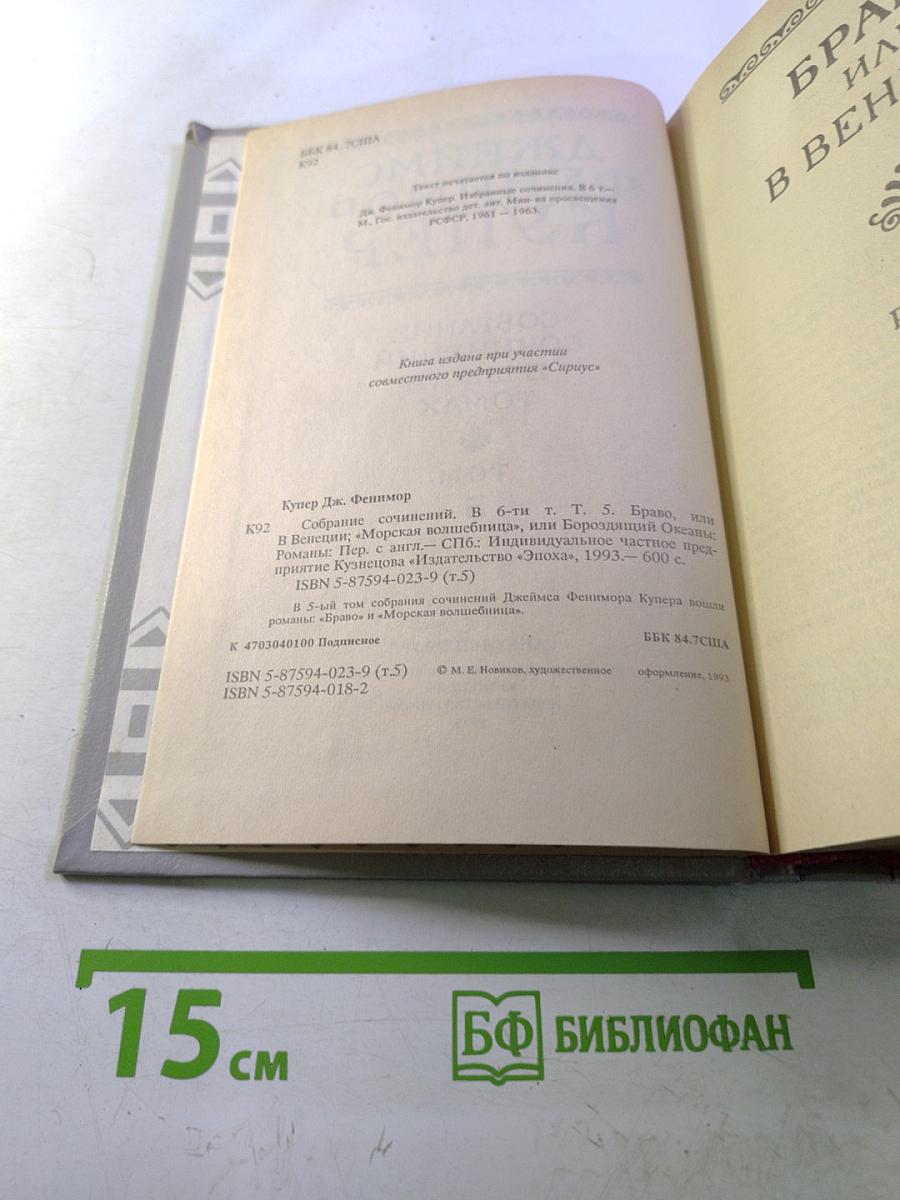 ББК 84. 7США
К92
Текст печатается по изданию:
Дж. Фенимор Купер. Избранные сочинения. В 6 т.—
М., Гос. издательство дет. лит. Мин-ва просвещения
РСФСР, 1961 — 1963.
Книга издана при участии
совместного предприятия «Сириус»
Купер Дж. Фенимор
К92 Собрание сочинений. В 6-ти т. Т. 5. Браво, или
В Венеции; «Морская волшебница», или Бороздящий Океаны:
Романы: Пер. с англ.— СПб.: Индивидуальное частное пред-
приятие Кузнецова «Издательство «Эпоха», 1993.— 600 с.
ISBN 5-87594-023-9 (т.5)
В 5-ый том собрания сочинений Джеймса Фенимора Купера вошли
романы: «Браво» и «Морская волшебница».
К 4703040100 Подписное ББК 84.7США
ISBN 5-87594-023-9 (т.5) © М. Е. Новиков, художественное оформление, 1993
ISBN 5-87594-018-2
БРА
ИЛ
В ВЕН
15 см
БФ БИБЛИОФАН